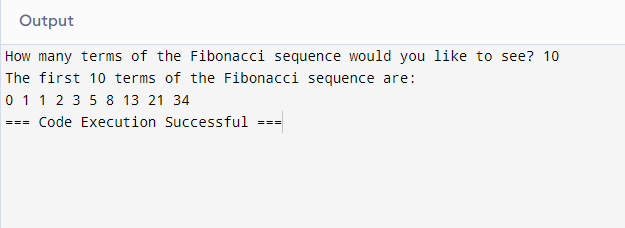 Output
How many terms of the Fibonacci sequence would you like to see? 10
The first 10 terms of the Fibonacci sequence are:
0 1 1 2 3 5 8 13 21 34
=== Code Execution Successful ===